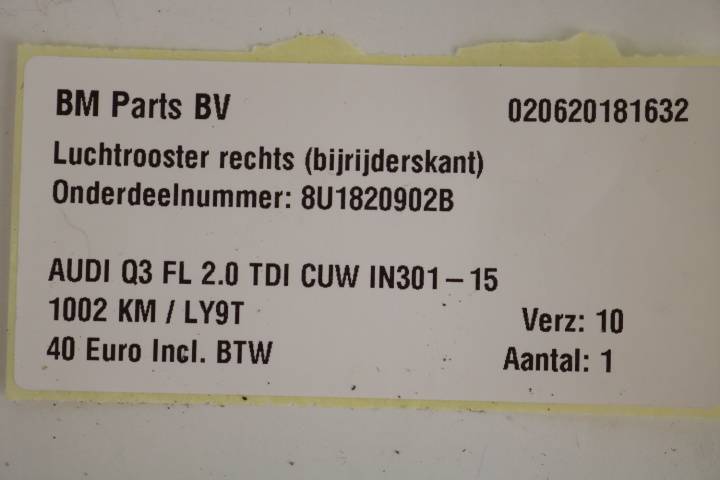 BM Parts BV 020620181632
Luchtrooster rechts (bijrijderskant)
Onderdeelnummer: 8U1820902B
AUDI Q3 FL 2.0 TDI CUW IN301-15
1002 KM / LY9T Verz: 10
40 Euro Incl. BTW Aantal: 1